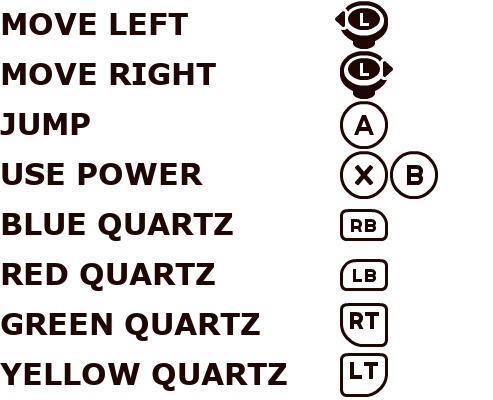 MOVE LEFT L
MOVE RIGHT L
JUMP A
USE POWER X B
BLUE QUARTZ RB
RED QUARTZ LB
GREEN QUARTZ RT
YELLOW QUARTZ LT